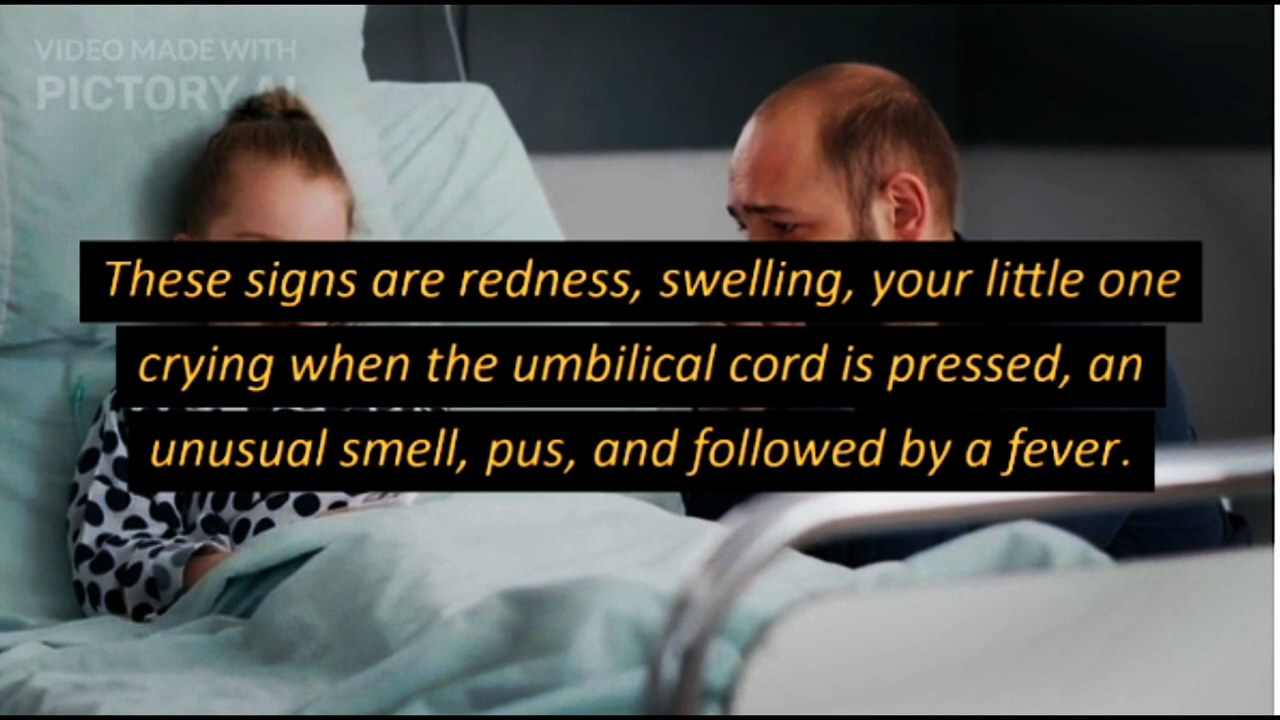 VIDEO MADE WITH
PICTORY AI
These signs are redness, swelling, your little one
crying when the umbilical cord is pressed, an
unusual smell, pus, and followed by a fever.